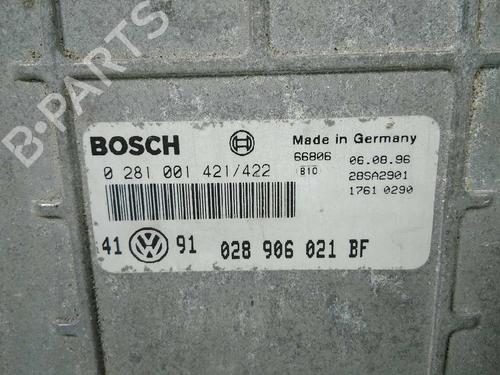 B-PARTS
BOSCH
Made in Germany
0 281 001 421/422
66806 06.08.96
B10 28SA2901
1761 0290
41 VW 91 028 906 021 BF